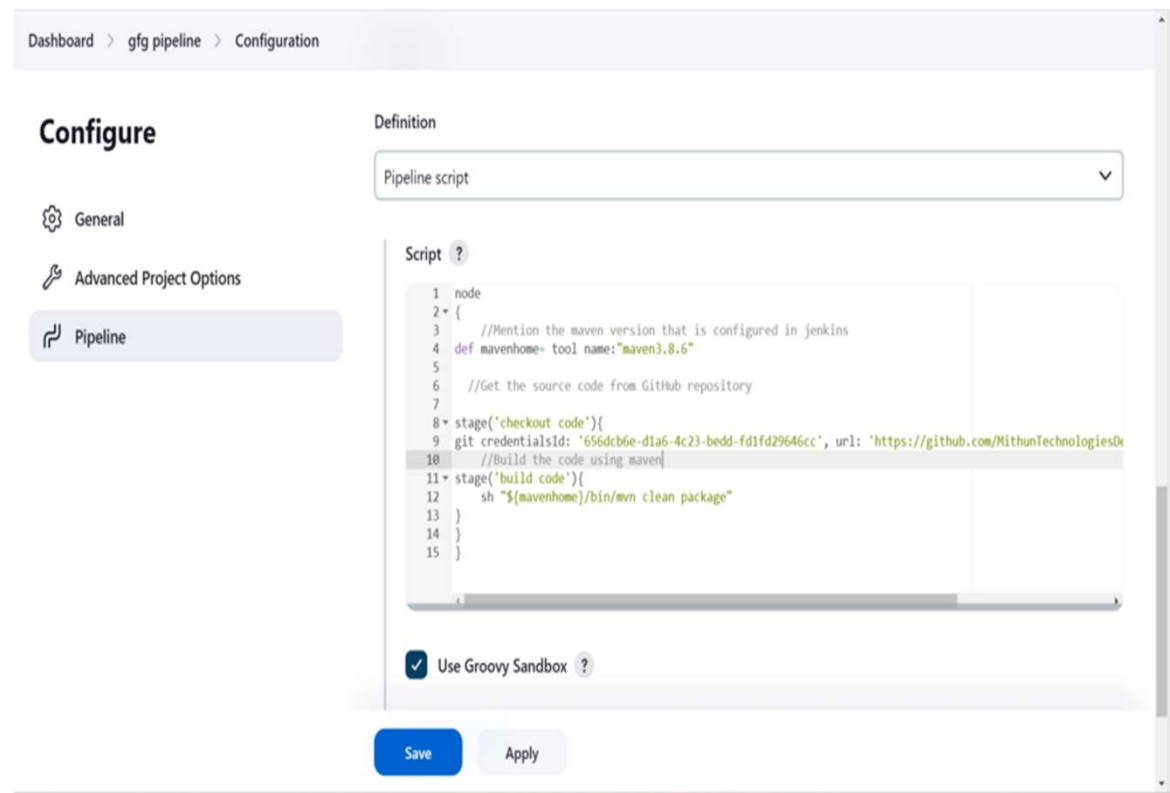 Dashboard > gfg pipeline > Configuration
Configure
General
Advanced Project Options
Pipeline
Definition
Pipeline script
Script ?
1 node
2 {
3 //Mention the maven version that is configured in jenkins
4 def mavenhome= tool name:"maven3.8.6"
5
6 //Get the source code from GitHub repository
7
8 stage('checkout code'){
9 git credentialsId: '656dcb6e-d1a6-4c23-bedd-fd1fd29646cc', url: 'https://github.com/MithunTechnologiesDe
10 //Build the code using maven
11 stage('build code'){
12 sh "${mavenhome}/bin/mvn clean package"
13 }
14 }
15 }
Use Groovy Sandbox ?
Save Apply